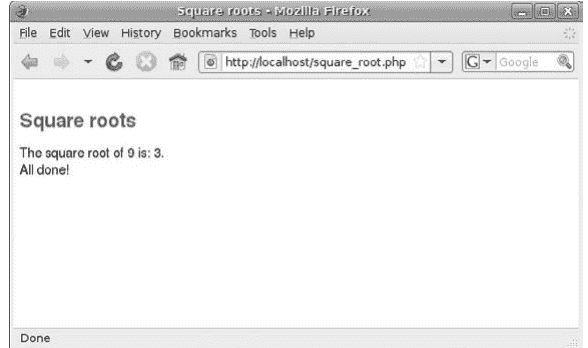 Square roots - Mozilla Firefox
File Edit View History Bookmarks Tools Help
http://localhost/square_root.php G Google
Square roots
The square root of 9 is: 3.
All done!
Done